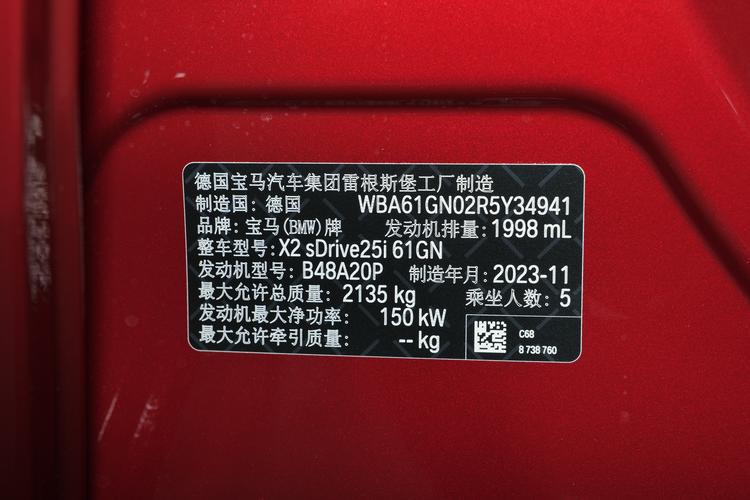 德国宝马汽车集团雷根斯堡工厂制造
制造国：德国 WBA61GN02R5Y34941
品牌：宝马(BMW)牌 发动机排量：1998 mL
整车型号：X2 sDrive25i 61GN
发动机型号：B48A20P 制造年月：2023-11
最大允许总质量：2135 kg 乘坐人数：5
发动机最大净功率：150 kW
最大允许牵引质量：-- kg
C68
8 738 760